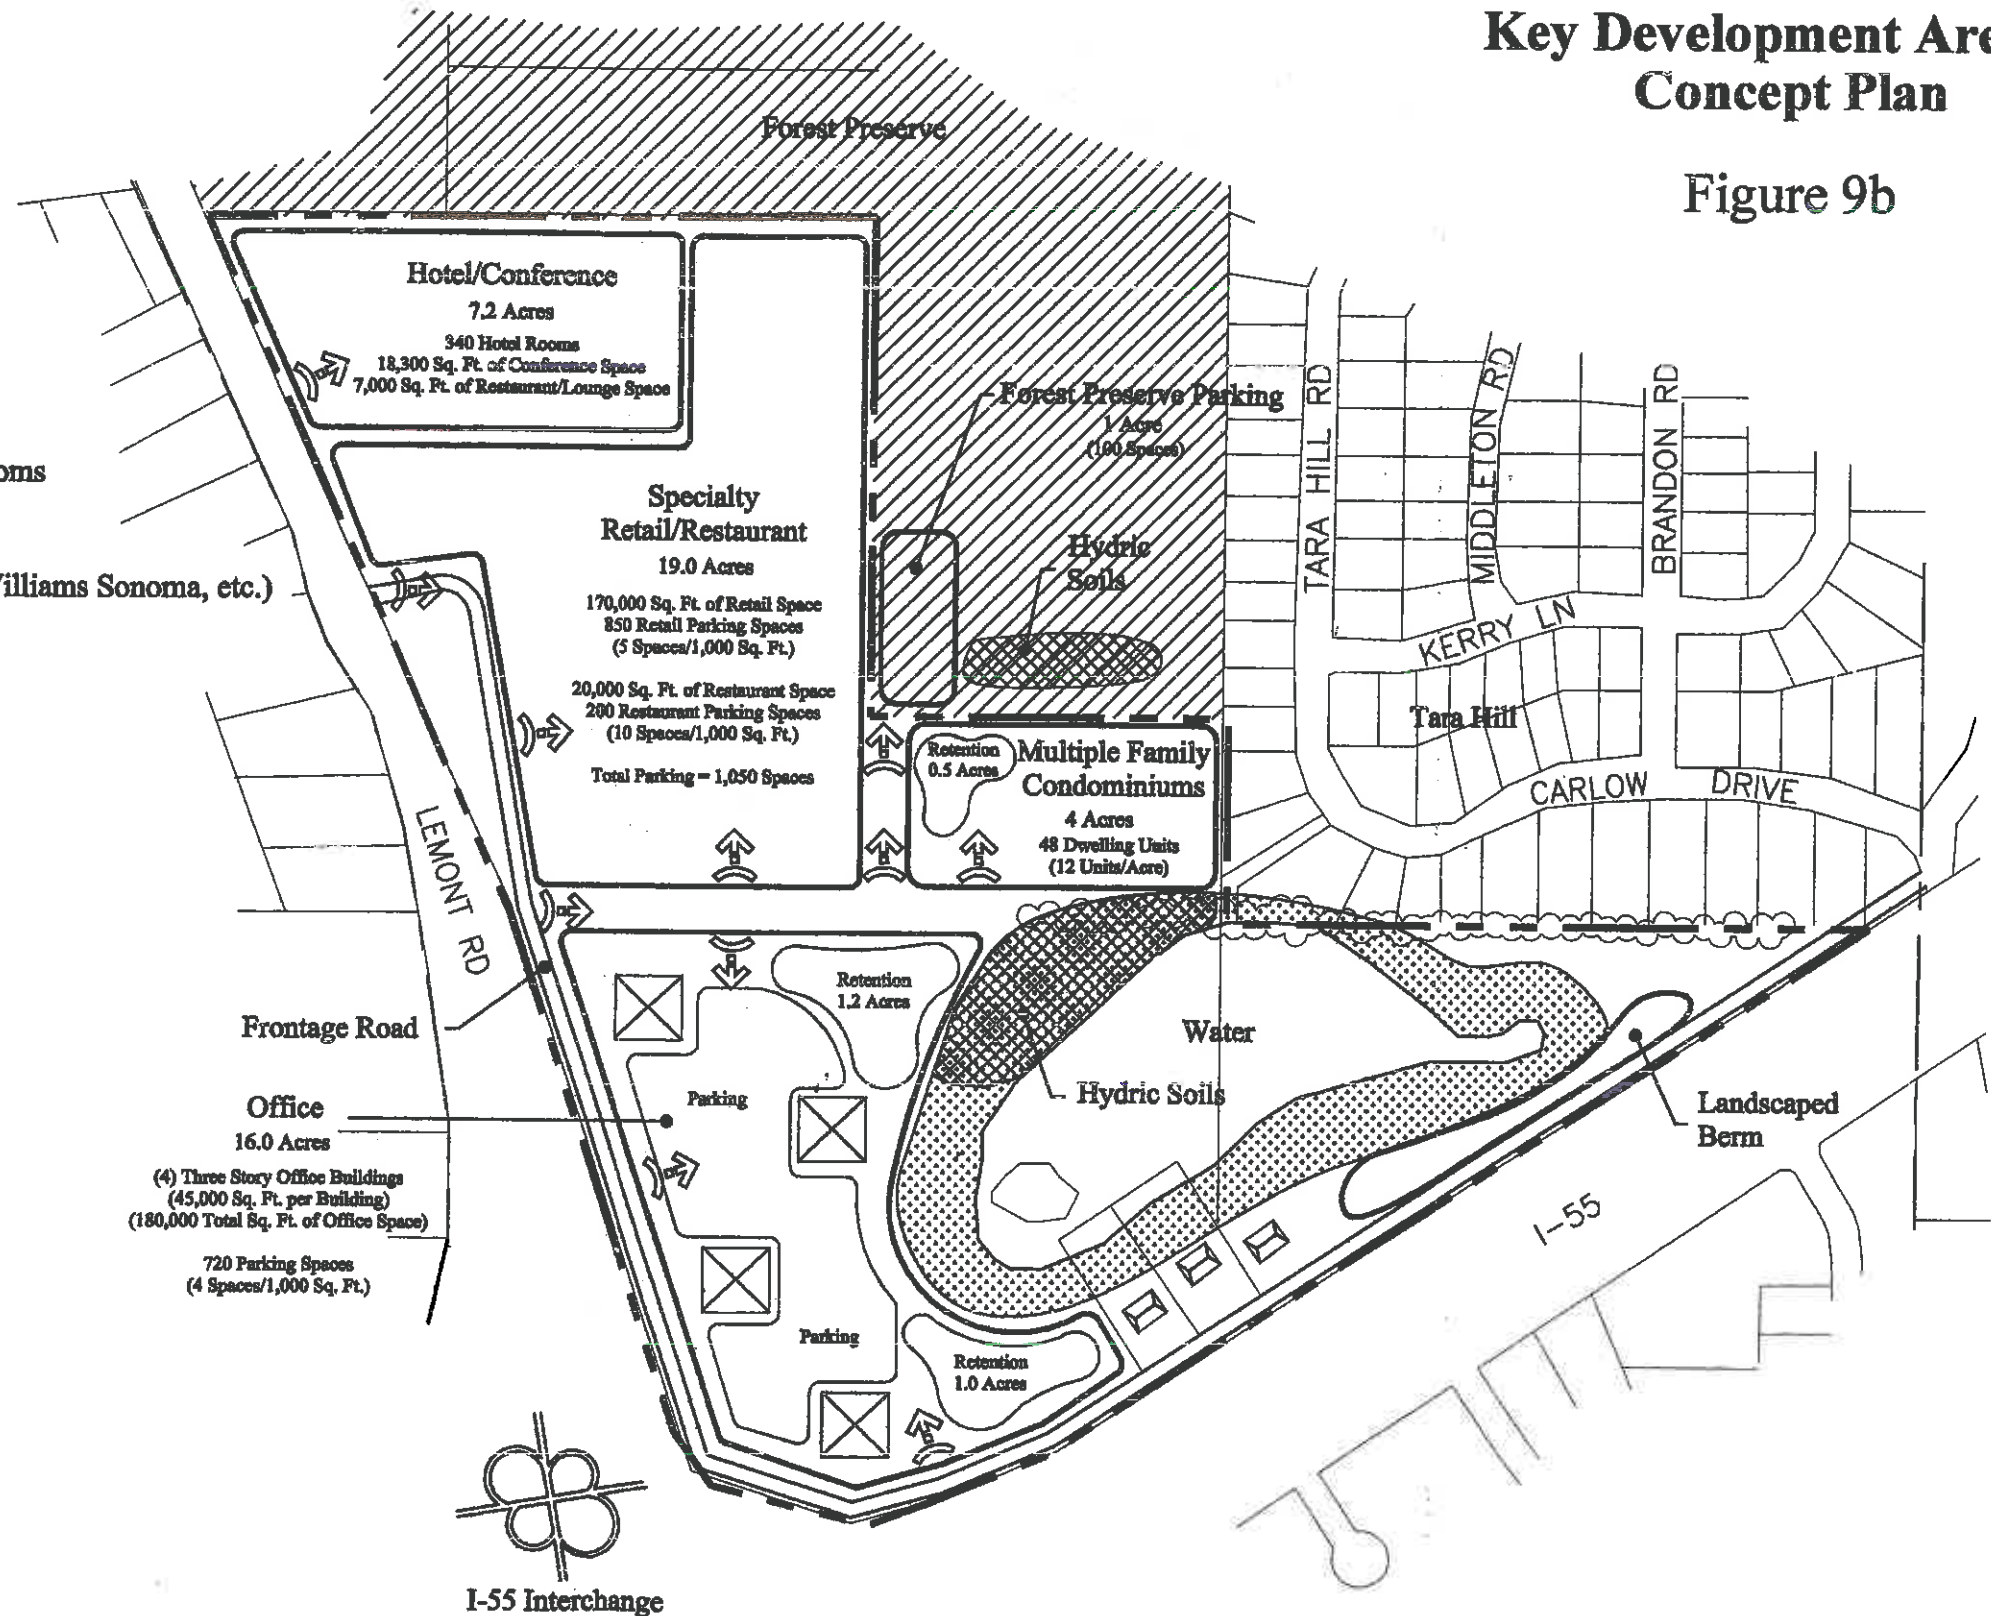 Key Development Are
Concept Plan
Figure 9b
Forest Preserve
Hotel/Conference
7.2 Acres
340 Hotel Rooms
18,300 Sq. Ft. of Conference Space
7,000 Sq. Ft. of Restaurant/Lounge Space
Forest Preserve Parking
1 Acre
(100 Spaces)
TARA HILL RD
MIDDLETON RD
BRANDON RD
oms
Specialty
Retail/Restaurant
19.0 Acres
170,000 Sq. Ft. of Retail Space
850 Retail Parking Spaces
(5 Spaces/1,000 Sq. Ft.)
20,000 Sq. Ft. of Restaurant Space
200 Restaurant Parking Spaces
(10 Spaces/1,000 Sq. Ft.)
Total Parking = 1,050 Spaces
Hydric
Soils
illiams Sonoma, etc.)
KERRY LN
Tara Hill
CARLOW DRIVE
Retention
0.5 Acres
Multiple Family
Condominiums
4 Acres
48 Dwelling Units
(12 Units/Acre)
LEMONT RD
Retention
1.2 Acres
Frontage Road
Water
Parking
Hydric Soils
Landscaped
Berm
Office
16.0 Acres
(4) Three Story Office Buildings
(45,000 Sq. Ft. per Building)
(180,000 Total Sq. Ft. of Office Space)
720 Parking Spaces
(4 Spaces/1,000 Sq. Ft.)
I-55
Parking
Retention
1.0 Acres
I-55 Interchange